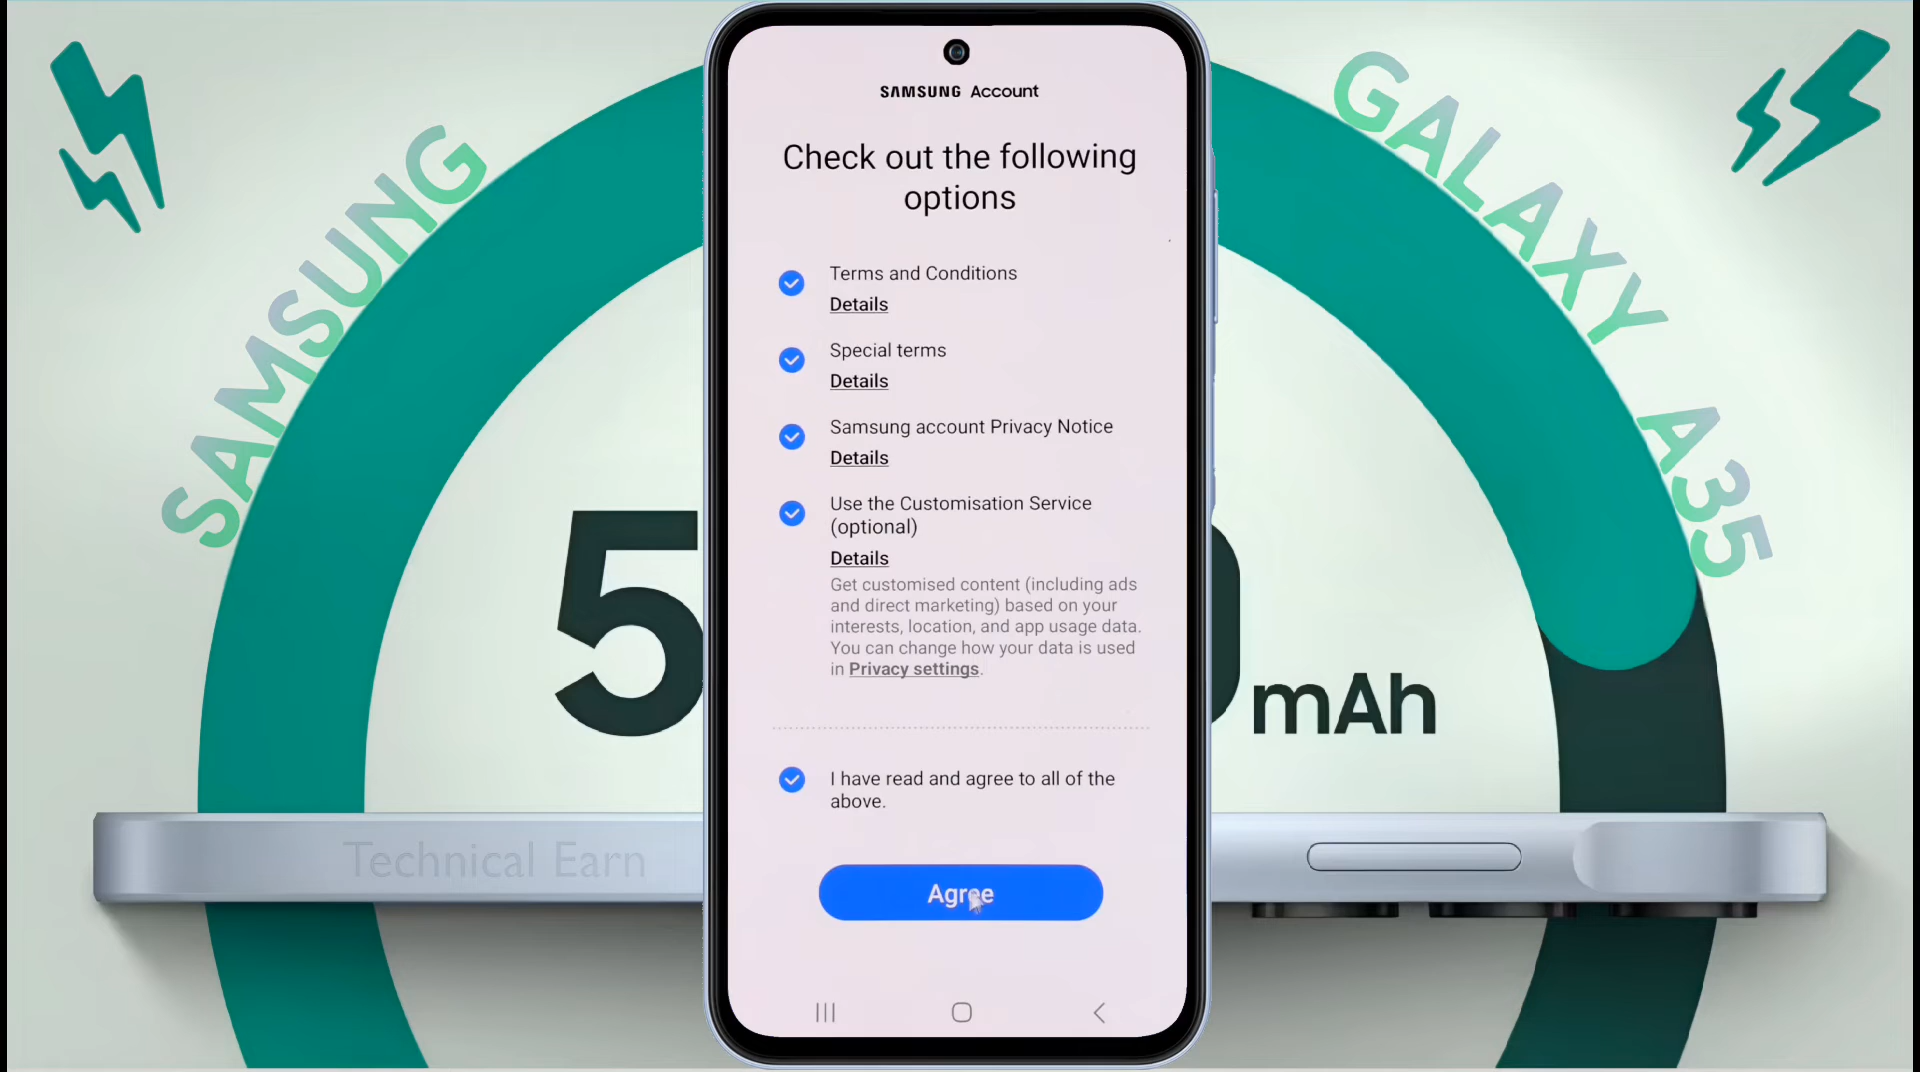 SAMSUNG
GALAXY A35
SAMSUNG Account
Check out the following
options
Terms and Conditions
Details
Special terms
Details
Samsung account Privacy Notice
Details
Use the Customisation Service
(optional)
Details
Get customised content (including ads
and direct marketing) based on your
interests, location, and app usage data.
You can change how your data is used
in Privacy settings.
I have read and agree to all of the
above.
Agree
mAh
Technical Earn